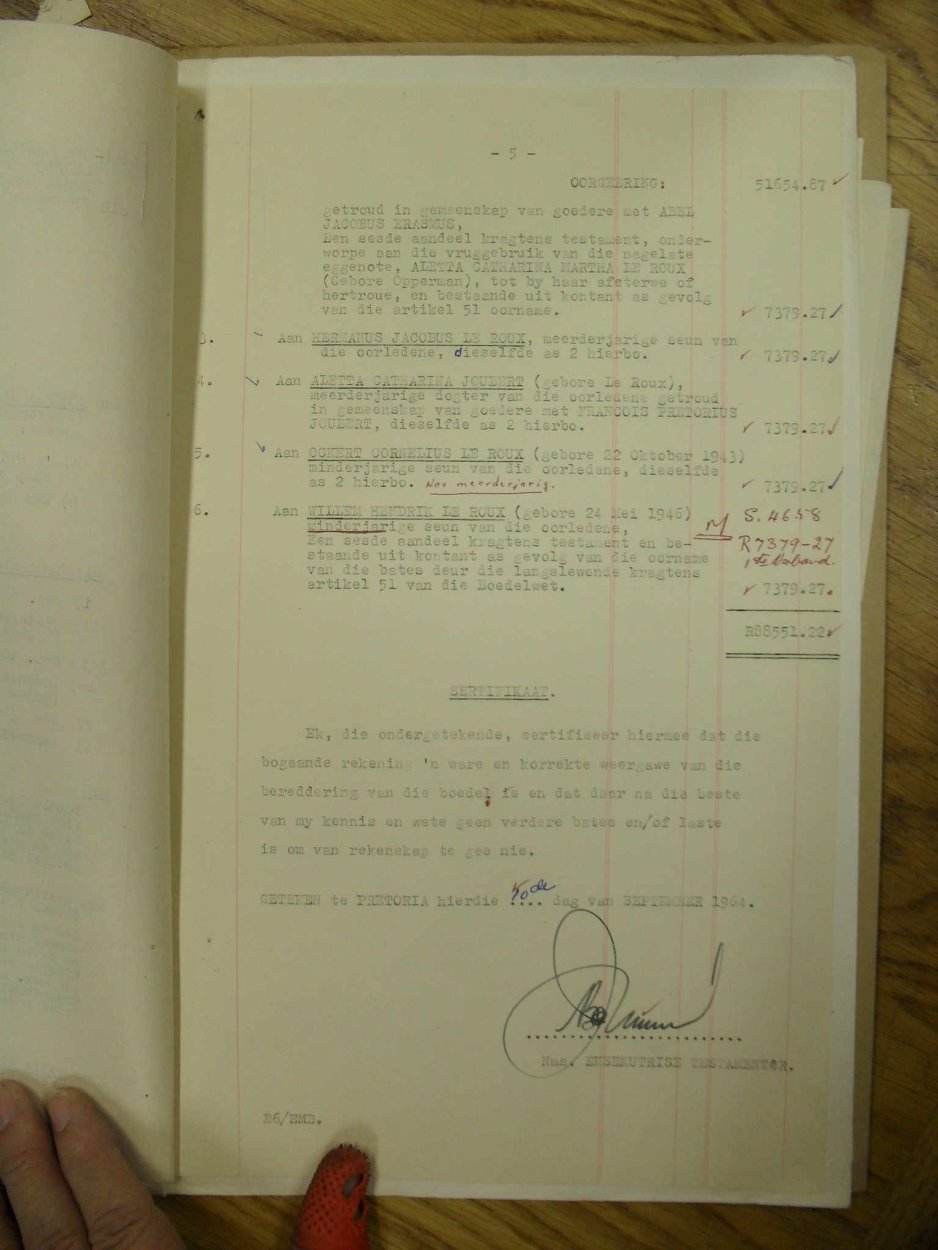 - 5 -
OORGEBRING: 51654.87
getroud in gemeenskap van goedere met ABEL
JACOBUS ERASMUS,
Een sesde aandeel kragtens testament, onder-
worpe aan die vruggebruik van die nagelate
eggenote, ALETTA CATHARINA MARTHA LE ROUX
(Gebore Opperman), tot by haar afsterwe of
hertroue, en bestaande uit kontant as gevolg
van die artikel 51 oorname. 7379.27
3. Aan HERMANUS JACOBUS LE ROUX, meerderjarige seun van
die oorledene, dieselfde as 2 hierbo. 7379.27
4. Aan ALETTA CATHARINA JOUBERT (gebore Le Roux),
meerderjarige dogter van die oorledene getroud
in gemeenskap van goedere met FRANCOIS PRETORIUS
JOUBERT, dieselfde as 2 hierbo. 7379.27
5. Aan OCKERT CORNELIUS LE ROUX (gebore 22 Oktober 1943)
minderjarige seun van die oorledene, dieselfde
as 2 hierbo. Nou meerderjarig. 7379.27
6. Aan WILLEM HENDRIK LE ROUX (gebore 24 Mei 1946) M S.4658
minderjarige seun van die oorledene,
Een sesde aandeel kragtens testament en be- R7379-27
staande uit kontant as gevolg van die oorname
van die bates deur die langslewende kragtens
artikel 51 van die Boedelwet. 7379.27.
R88551.22
SERTIFIKAAT.
Ek, die ondergetekende, sertifiseer hiermee dat die
bogaande rekening 'n ware en korrekte weergawe van die
bereddering van die boedel is en dat daar na die beste
van my kennis en wete geen verdere bates en/of laste
is om van rekenskap te gee nie.
GETEKEN te PRETORIA hierdie .... dag van SEPTEMBER 1964.
Nms. EKSEKUTRISE TESTAMENTÊR.
B6/EMB.